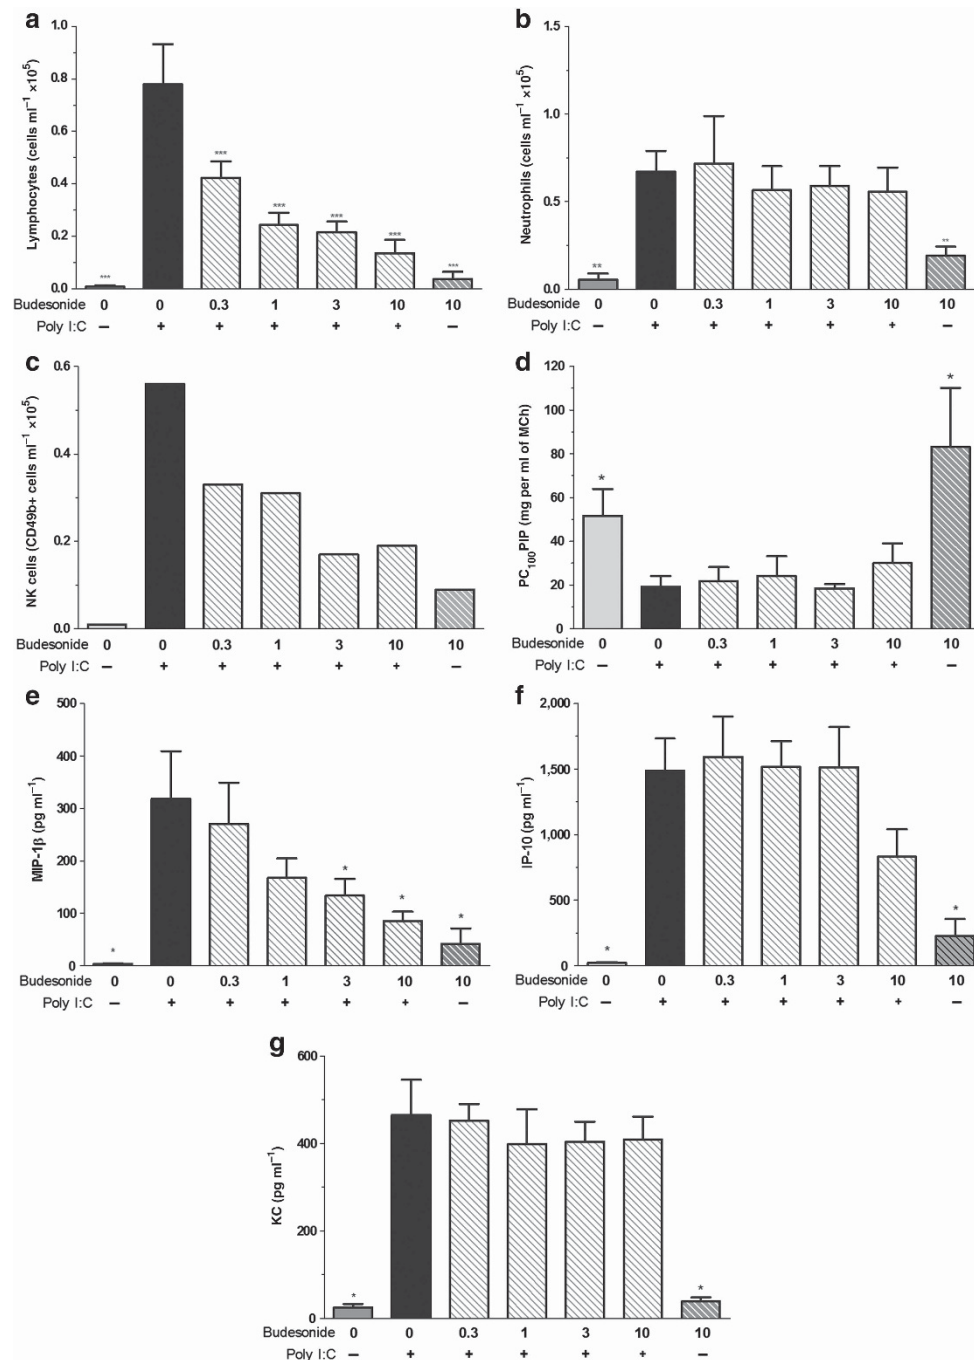 a
Lymphocytes (cells ml⁻¹ ×10⁵)
1.0
0.8
0.6
0.4
0.2
0.0
*** *** *** *** *** ***
Budesonide 0 0 0.3 1 3 10 10
Poly I:C – + + + + + –
b
Neutrophils (cells ml⁻¹ ×10⁵)
1.5
1.0
0.5
0.0
** **
0 0 0.3 1 3 10 10
– + + + + + –
c
NK cells (CD49b+ cells ml⁻¹ ×10⁵)
0.6
0.4
0.2
0.0
Budesonide 0 0 0.3 1 3 10 10
Poly I:C – + + + + + –
d
PC₁₀₀PIP (mg per ml of MCh)
120
100
80
60
40
20
0
* *
Budesonide 0 0 0.3 1 3 10 10
Poly I:C – + + + + + –
e
MIP-1β (pg ml⁻¹)
500
400
300
200
100
0
* * * *
Budesonide 0 0 0.3 1 3 10 10
Poly I:C – + + + + + –
f
IP-10 (pg ml⁻¹)
2,000
1,500
1,000
500
0
* *
Budesonide 0 0 0.3 1 3 10 10
Poly I:C – + + + + + –
g
KC (pg ml⁻¹)
600
400
200
0
* *
Budesonide 0 0 0.3 1 3 10 10
Poly I:C – + + + + + –